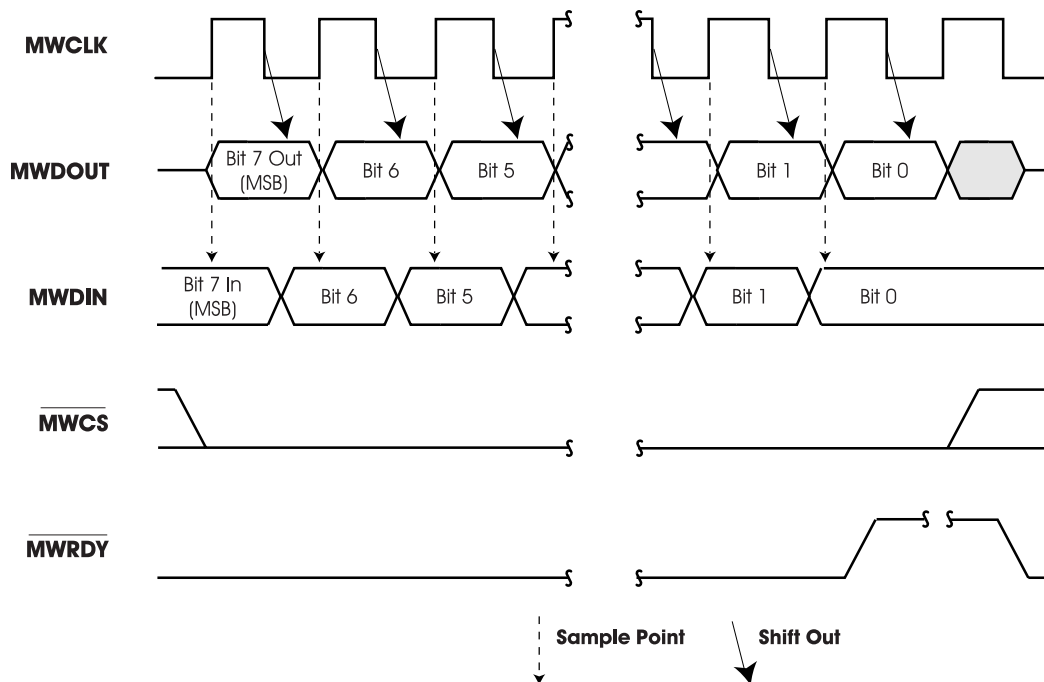 MWCLK
MWDOUT
Bit 7 Out
(MSB)
Bit 6
Bit 5
Bit 1
Bit 0
MWDIN
Bit 7 In
(MSB)
Bit 6
Bit 5
Bit 1
Bit 0
MWCS
MWRDY
Sample Point
Shift Out